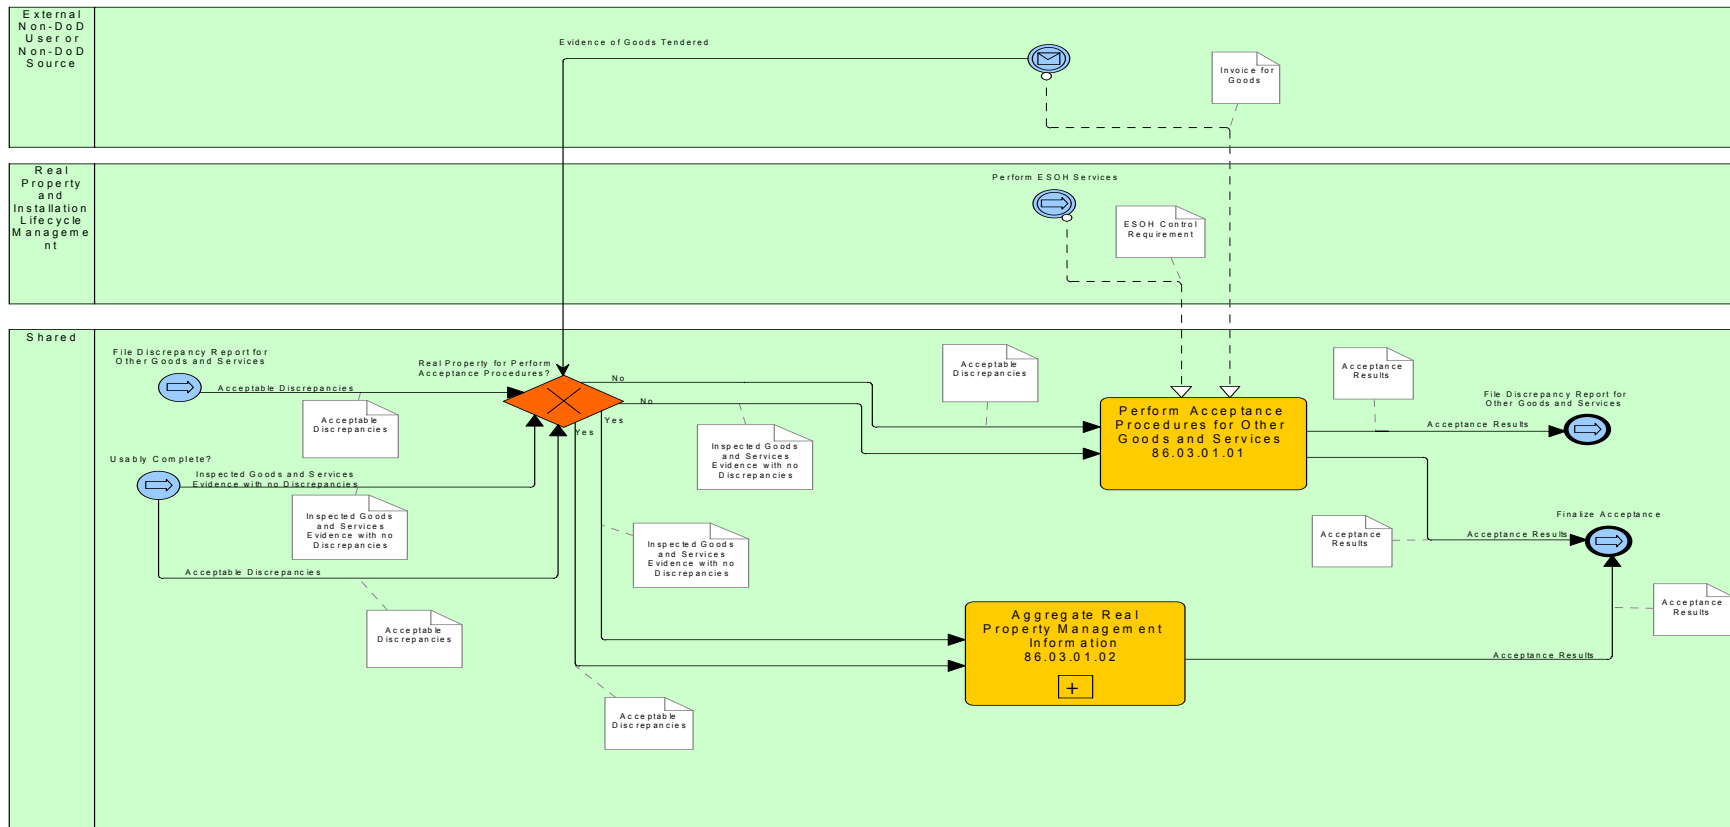 External
Non-DoD
User or
Non-DoD
Source
Evidence of Goods Tendered
Invoice for
Goods
Real
Property
and
Installation
Lifecycle
Manageme
nt
Perform ESOH Services
ESOH Control
Requirement
Shared
File Discrepancy Report for
Other Goods and Services
Acceptable Discrepancies
Acceptable
Discrepancies
Real Property for Perform
Acceptance Procedures?
No
No
Yes
Yes
Acceptable
Discrepancies
Inspected Goods
and Services
Evidence with no
Discrepancies
Perform Acceptance
Procedures for Other
Goods and Services
86.03.01.01
Acceptance
Results
Acceptance Results
File Discrepancy Report for
Other Goods and Services
Usably Complete?
Inspected Goods and Services
Evidence with no Discrepancies
Inspected Goods
and Services
Evidence with no
Discrepancies
Acceptable Discrepancies
Acceptable
Discrepancies
Inspected Goods
and Services
Evidence with no
Discrepancies
Acceptance
Results
Acceptance Results
Finalize Acceptance
Aggregate Real
Property Management
Information
86.03.01.02
+
Acceptance Results
Acceptance
Results
Acceptable
Discrepancies